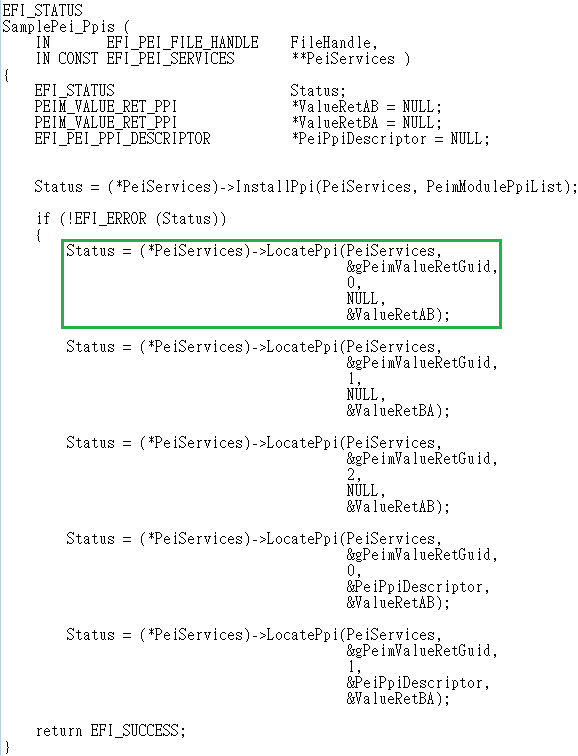 EFI_STATUS
SamplePei_Ppis (
    IN       EFI_PEI_FILE_HANDLE    FileHandle,
    IN CONST EFI_PEI_SERVICES       **PeiServices )
{
    EFI_STATUS                      Status;
    PEIM_VALUE_RET_PPI              *ValueRetAB = NULL;
    PEIM_VALUE_RET_PPI              *ValueRetBA = NULL;
    EFI_PEI_PPI_DESCRIPTOR          *PeiPpiDescriptor = NULL;
    Status = (*PeiServices)->InstallPpi(PeiServices, PeimModulePpiList);
    if (!EFI_ERROR (Status))
    {
        Status = (*PeiServices)->LocatePpi(PeiServices,
                                           &gPeimValueRetGuid,
                                           0,
                                           NULL,
                                           &ValueRetAB);
        Status = (*PeiServices)->LocatePpi(PeiServices,
                                           &gPeimValueRetGuid,
                                           1,
                                           NULL,
                                           &ValueRetBA);
        Status = (*PeiServices)->LocatePpi(PeiServices,
                                           &gPeimValueRetGuid,
                                           2,
                                           NULL,
                                           &ValueRetAB);
        Status = (*PeiServices)->LocatePpi(PeiServices,
                                           &gPeimValueRetGuid,
                                           0,
                                           &PeiPpiDescriptor,
                                           &ValueRetAB);
        Status = (*PeiServices)->LocatePpi(PeiServices,
                                           &gPeimValueRetGuid,
                                           1,
                                           &PeiPpiDescriptor,
                                           &ValueRetBA);
    return EFI_SUCCESS;
}